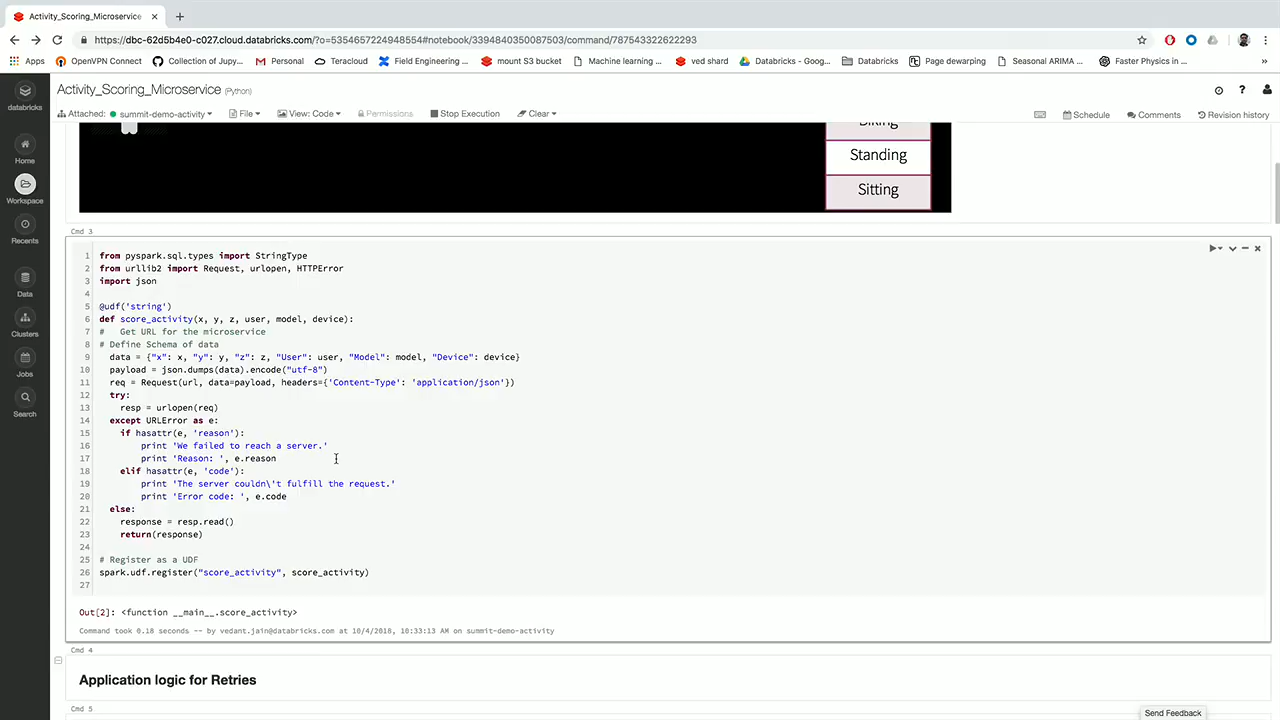 Activity_Scoring_Microservice
https://dbc-62d5b4e0-c027.cloud.databricks.com/?o=5354657224948554#notebook/3394840350087503/command/787543322622293
Apps OpenVPN Connect Collection of Jupy... Personal Teracloud Field Engineering ... mount S3 bucket Machine learning ... ved shard Databricks - Goog... Databricks Page dewarping Seasonal ARIMA ... Faster Physics in ... »
databricks
Home
Workspace
Recents
Data
Clusters
Jobs
Search
Activity_Scoring_Microservice (Python)
Attached: summit-demo-activity File View: Code Permissions Stop Execution Clear Schedule Comments Revision history
Biking
Standing
Sitting
Cmd 3
1 from pyspark.sql.types import StringType
2 from urllib2 import Request, urlopen, HTTPError
3 import json
4
5 @udf('string')
6 def score_activity(x, y, z, user, model, device):
7 #   Get URL for the microservice
8 # Define Schema of data
9   data = {"x": x, "y": y, "z": z, "User": user, "Model": model, "Device": device}
10   payload = json.dumps(data).encode("utf-8")
11   req = Request(url, data=payload, headers={'Content-Type': 'application/json'})
12   try:
13     resp = urlopen(req)
14   except URLError as e:
15     if hasattr(e, 'reason'):
16         print 'We failed to reach a server.'
17         print 'Reason: ', e.reason
18     elif hasattr(e, 'code'):
19         print 'The server couldn\'t fulfill the request.'
20         print 'Error code: ', e.code
21   else:
22     response = resp.read()
23     return(response)
24
25 # Register as a UDF
26 spark.udf.register("score_activity", score_activity)
27
Out[2]: <function __main__.score_activity>
Command took 0.18 seconds -- by vedant.jain@databricks.com at 10/4/2018, 10:33:13 AM on summit-demo-activity
Cmd 4
Application logic for Retries
Cmd 5
Send Feedback